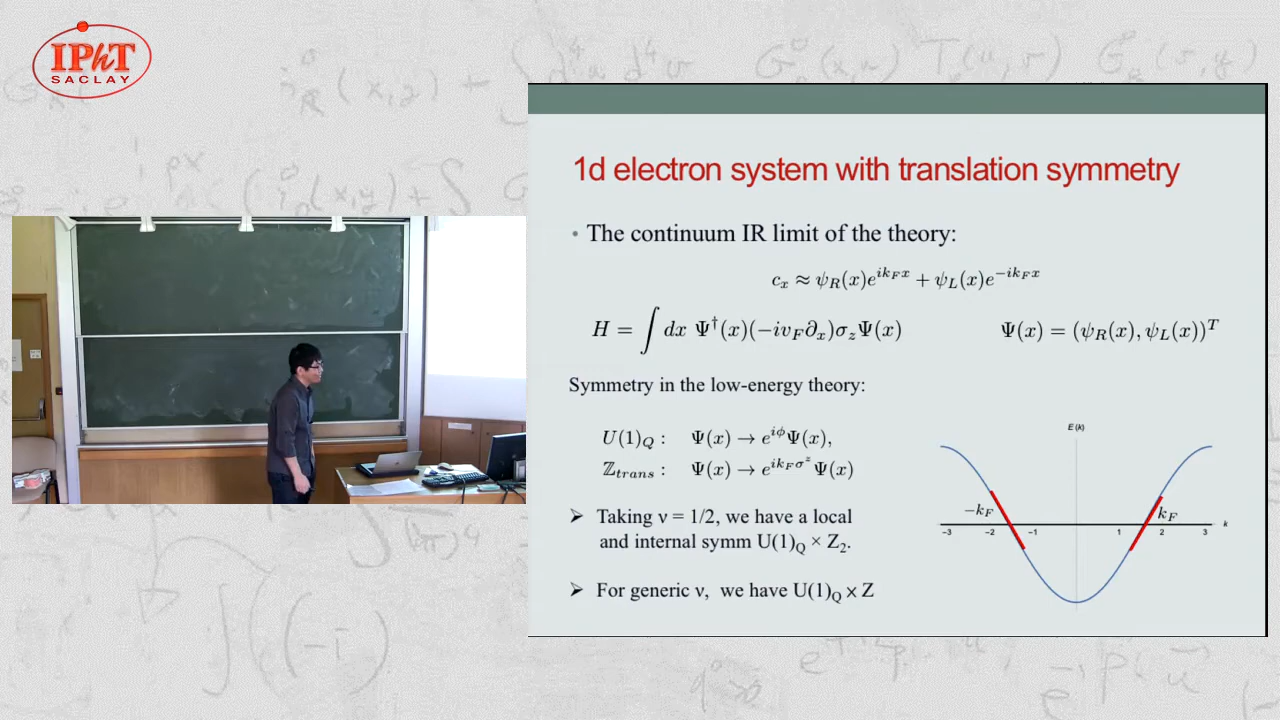 IPhT
SACLAY
1d electron system with translation symmetry
• The continuum IR limit of the theory:
c_x ≈ ψ_R(x)e^{ik_F x} + ψ_L(x)e^{-ik_F x}
H = ∫ dx Ψ†(x)(−iv_F ∂_x)σ_z Ψ(x)    Ψ(x) = (ψ_R(x), ψ_L(x))^T
Symmetry in the low-energy theory:
U(1)_Q :    Ψ(x) → e^{iϕ}Ψ(x),
ℤ_{trans} :    Ψ(x) → e^{ik_F σ^z}Ψ(x)
➢ Taking ν = 1/2, we have a local
and internal symm U(1)_Q × Z_2.
➢ For generic ν, we have U(1)_Q × Z
E(k)
−k_F
k_F
k
-3 -2 -1 1 2 3